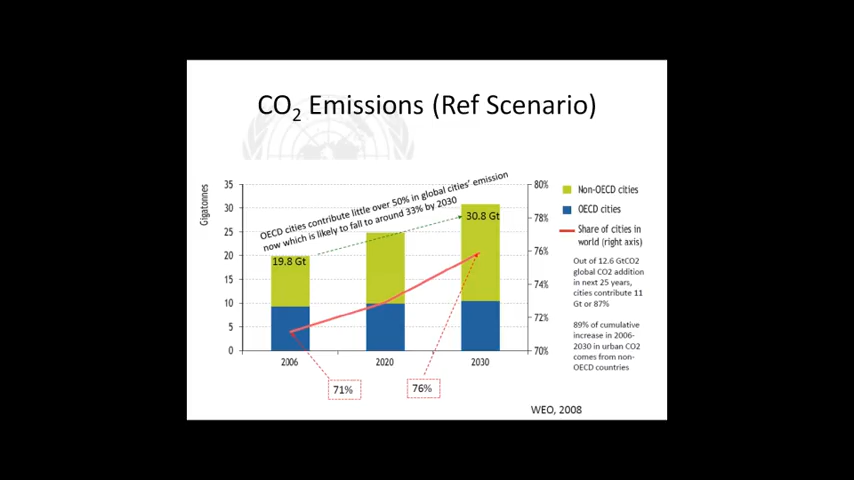 CO2 Emissions (Ref Scenario)
Gigatonnes
35
30
25
20
15
10
5
0
OECD cities contribute little over 50% in global cities' emission
now which is likely to fall to around 33% by 2030
19.8 Gt
30.8 Gt
80%
78%
76%
74%
72%
70%
2006
2020
2030
71%
76%
Non-OECD cities
OECD cities
Share of cities in
world (right axis)
Out of 12.6 GtCO2
global CO2 addition
in next 25 years,
cities contribute 11
Gt or 87%
89% of cumulative
increase in 2006-
2030 in urban CO2
comes from non-
OECD countries
WEO, 2008